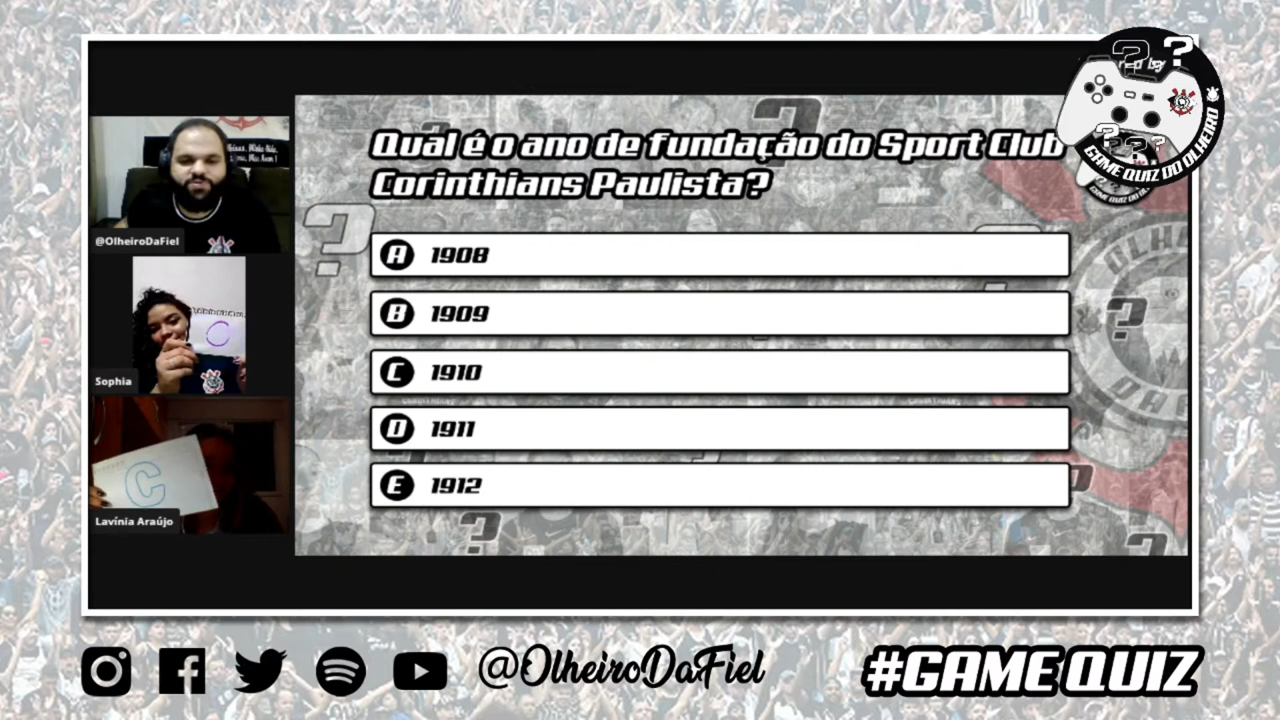 Qual é o ano de fundação do Sport Club
Corinthians Paulista?
A 1908
B 1909
C 1910
D 1911
E 1912
@OlheiroDaFiel
Sophia
C
Lavínia Araújo
C
GAME QUIZ DO OLHEIRO
@OlheiroDaFiel
#GAME QUIZ